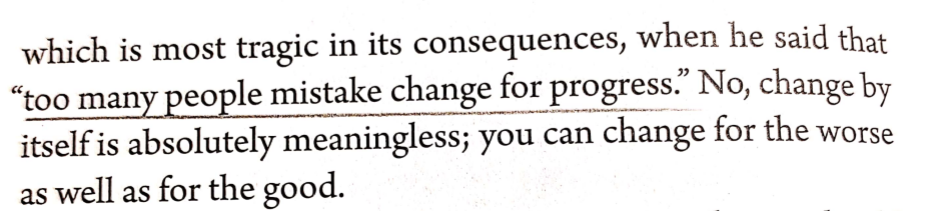 which is most tragic in its consequences, when he said that
“too many people mistake change for progress.” No, change by
itself is absolutely meaningless; you can change for the worse
as well as for the good.